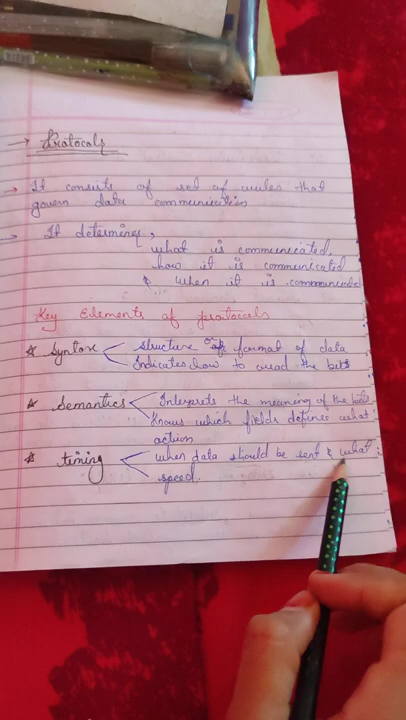 → Protocols
→ It consists of set of rules that
govern data communication
→ It determines,
what is communicated,
how it is communicated
& when it is communicated
Key Elements of protocols
* Syntax < structure or format of data
Indicates how to read the bits
* Semantics < Interprets the meaning of the bits
Knows which fields defines what
action
* timing < when data should be sent & what
speed.